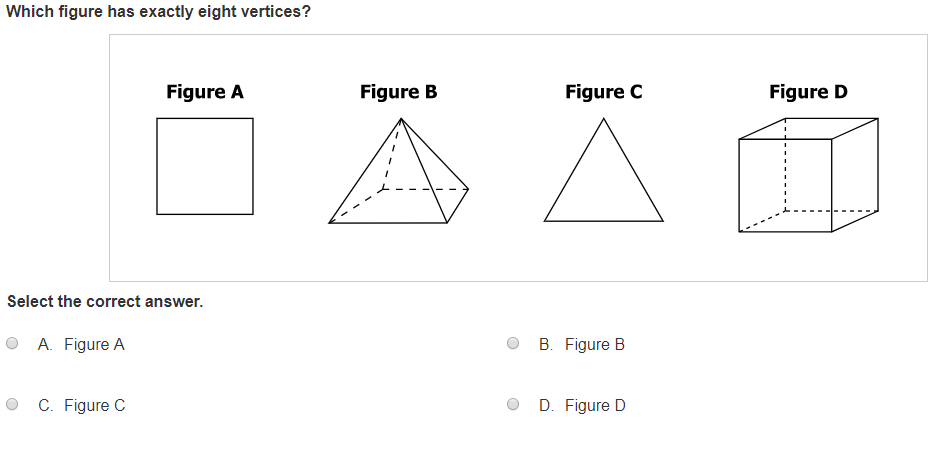 Which figure has exactly eight vertices?
Figure A Figure B Figure C Figure D
Select the correct answer.
A. Figure A B. Figure B
C. Figure C D. Figure D